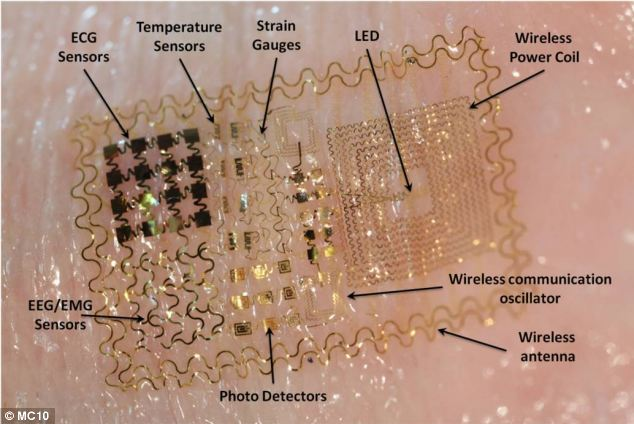 ECG
Sensors
Temperature
Sensors
Strain
Gauges
LED
Wireless
Power Coil
EEG/EMG
Sensors
Photo Detectors
Wireless communication
oscillator
Wireless
antenna
© MC10